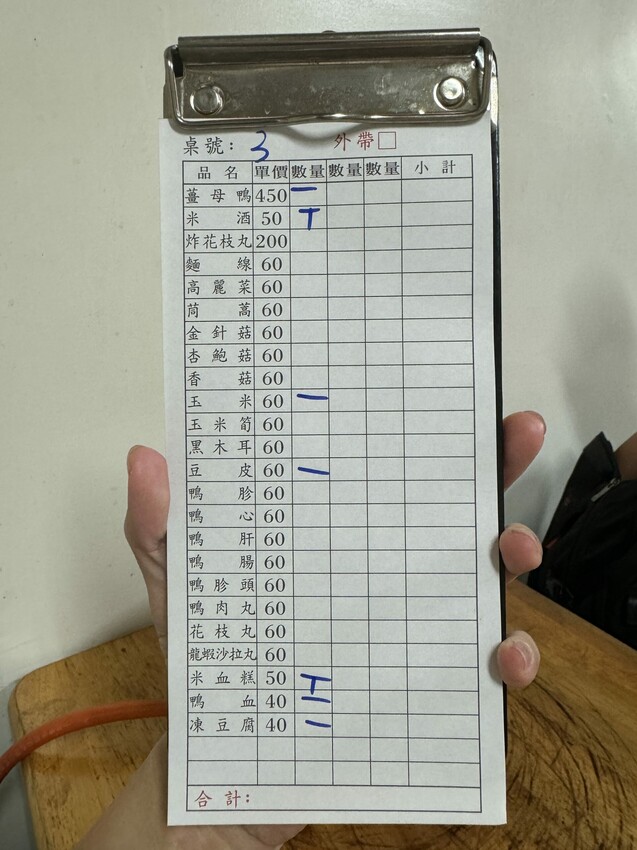 桌號: 3 外帶□
品名 單價 數量 數量 數量 小計
薑母鴨 450 一
米酒 50 T
炸花枝丸 200
麵線 60
高麗菜 60
茼蒿 60
金針菇 60
杏鮑菇 60
香菇 60
玉米 60 一
玉米筍 60
黑木耳 60
豆皮 60 一
鴨胗 60
鴨心 60
鴨肝 60
鴨腸 60
鴨胗頭 60
鴨肉丸 60
花枝丸 60
龍蝦沙拉丸 60
米血糕 50 T
鴨血 40 一
凍豆腐 40 一
合計: